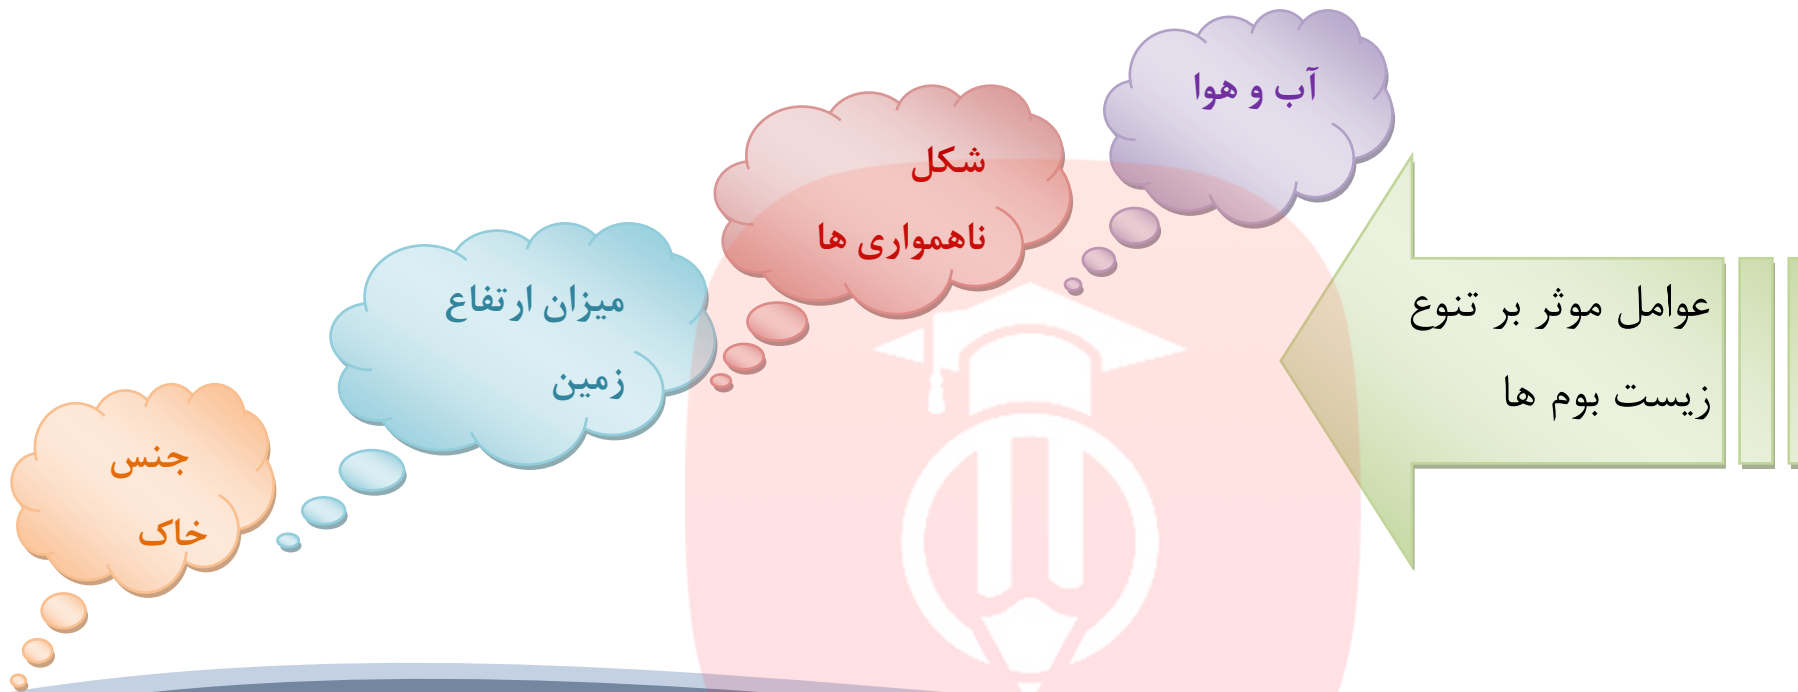 عوامل موثر بر تنوع
زیست بوم ها
آب و هوا
شکل
ناهمواری ها
میزان ارتفاع
زمین
جنس
خاک